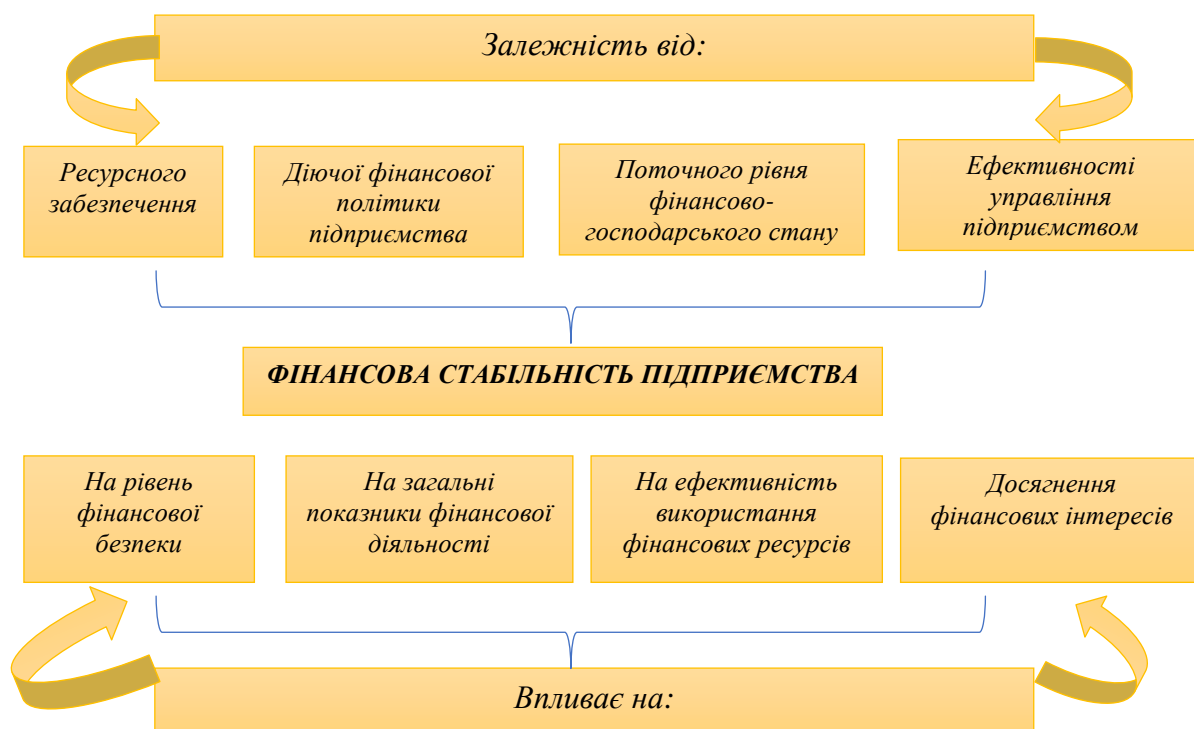 Залежність від:
Ресурсного
забезпечення
Діючої фінансової
політики
підприємства
Поточного рівня
фінансово-
господарського стану
Ефективності
управління
підприємством
ФІНАНСОВА СТАБІЛЬНІСТЬ ПІДПРИЄМСТВА
На рівень
фінансової
безпеки
На загальні
показники фінансової
діяльності
На ефективність
використання
фінансових ресурсів
Досягнення
фінансових інтересів
Впливає на: